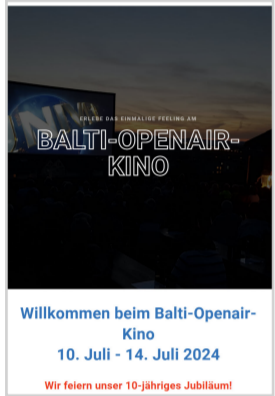 ERLEBE DAS EINMALIGE FEELING AM
BALTI-OPENAIR-
KINO
Willkommen beim Balti-Openair-
Kino
10. Juli - 14. Juli 2024
Wir feiern unser 10-jähriges Jubiläum!